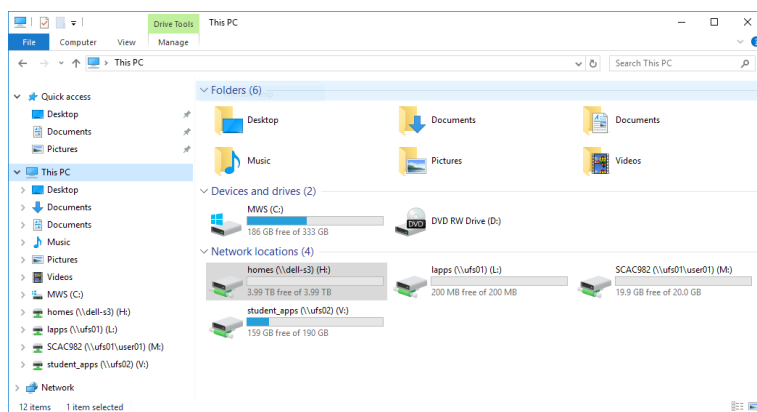 Drive Tools This PC
File Computer View Manage
This PC
Search This PC
Quick access
Desktop
Documents
Pictures
This PC
Desktop
Documents
Documents
Music
Pictures
Videos
MWS (C:)
homes (\\dell-s3) (H:)
lapps (\\ufs01) (L:)
SCAC982 (\\ufs01\user01) (M:)
student_apps (\\ufs02) (V:)
Network
Folders (6)
Desktop
Documents
Documents
Music
Pictures
Videos
Devices and drives (2)
MWS (C:)
186 GB free of 333 GB
DVD
DVD RW Drive (D:)
Network locations (4)
homes (\\dell-s3) (H:)
3.99 TB free of 3.99 TB
lapps (\\ufs01) (L:)
200 MB free of 200 MB
SCAC982 (\\ufs01\user01) (M:)
19.9 GB free of 20.0 GB
student_apps (\\ufs02) (V:)
159 GB free of 190 GB
12 items 1 item selected